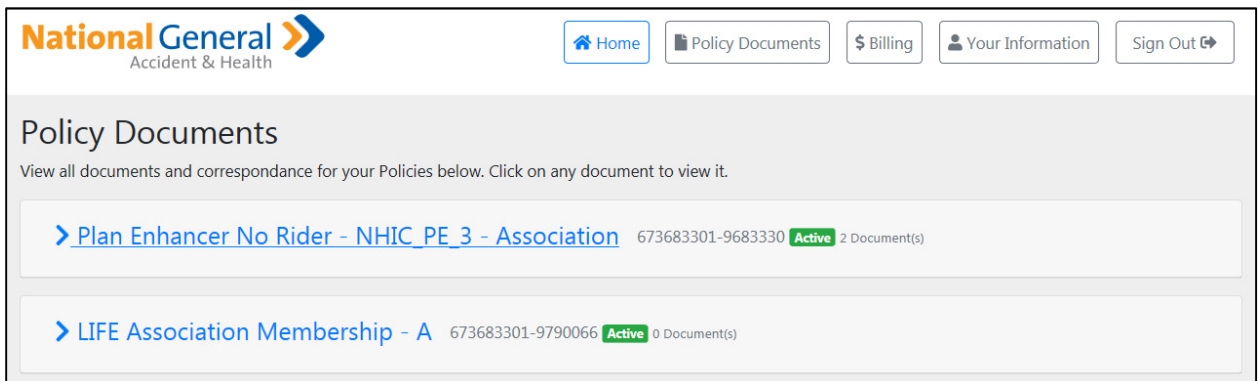 National General
Accident & Health
Home
Policy Documents
$ Billing
Your Information
Sign Out
Policy Documents
View all documents and correspondance for your Policies below. Click on any document to view it.
Plan Enhancer No Rider - NHIC_PE_3 - Association 673683301-9683330 Active 2 Document(s)
LIFE Association Membership - A 673683301-9790066 Active 0 Document(s)